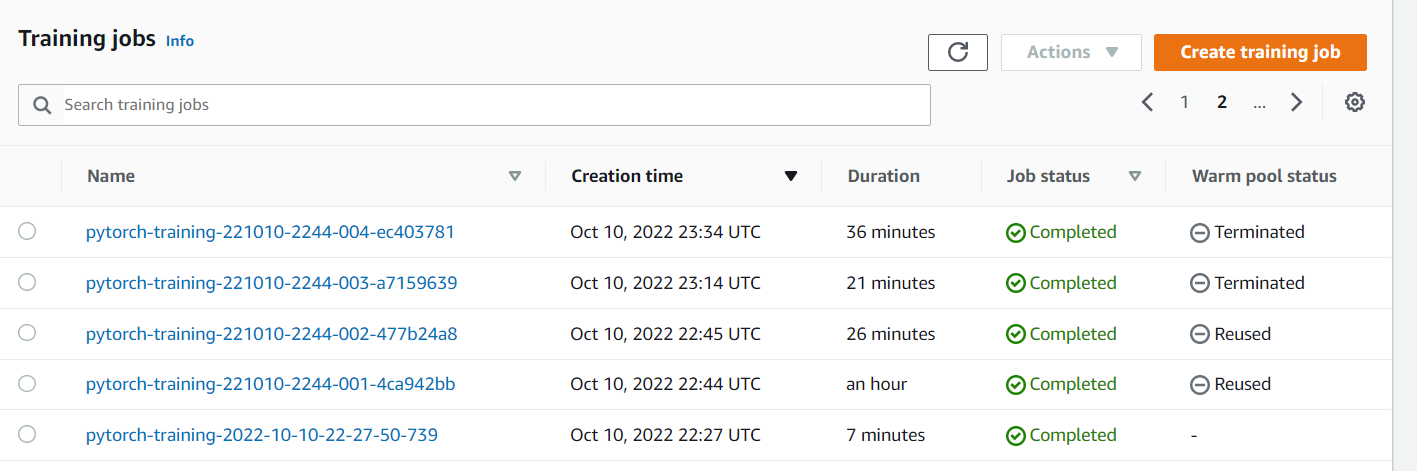 Training jobs Info
Actions Create training job
Search training jobs
1 2 ...
Name Creation time Duration Job status Warm pool status
pytorch-training-221010-2244-004-ec403781 Oct 10, 2022 23:34 UTC 36 minutes Completed Terminated
pytorch-training-221010-2244-003-a7159639 Oct 10, 2022 23:14 UTC 21 minutes Completed Terminated
pytorch-training-221010-2244-002-477b24a8 Oct 10, 2022 22:45 UTC 26 minutes Completed Reused
pytorch-training-221010-2244-001-4ca942bb Oct 10, 2022 22:44 UTC an hour Completed Reused
pytorch-training-2022-10-10-22-27-50-739 Oct 10, 2022 22:27 UTC 7 minutes Completed -